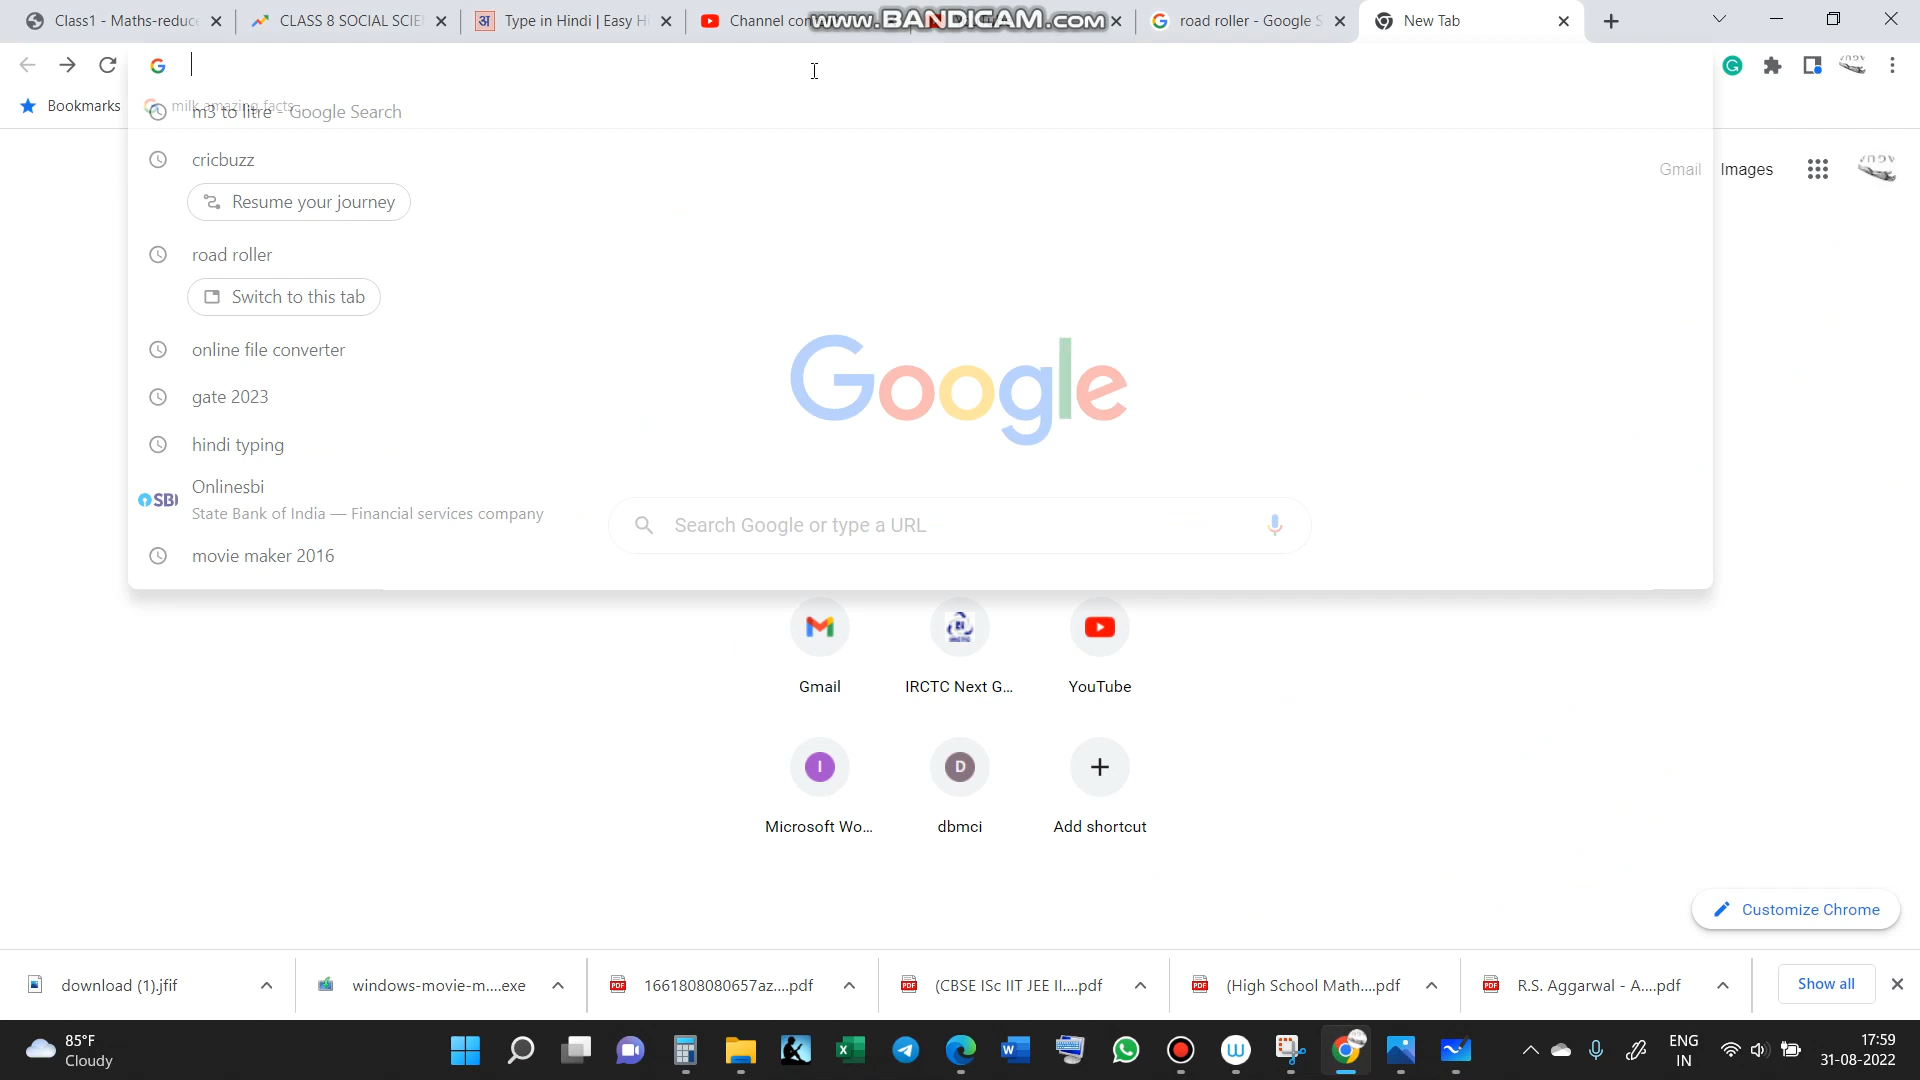 Class1 - Maths-reduc
CLASS 8 SOCIAL SCIE
Type in Hindi | Easy H
Channel con
www.BANDICAM.com
road roller - Google S
New Tab
Bookmarks
milk amazing facts
m3 to litre - Google Search
cricbuzz
Gmail
Images
Resume your journey
road roller
Switch to this tab
online file converter
Google
gate 2023
hindi typing
Onlinesbi
SBI
State Bank of India — Financial services company
Search Google or type a URL
movie maker 2016
Gmail
IRCTC Next G...
YouTube
I
D
Microsoft Wo...
dbmci
Add shortcut
Customize Chrome
download (1).jfif
windows-movie-m....exe
1661808080657az....pdf
(CBSE ISc IIT JEE II....pdf
(High School Math....pdf
R.S. Aggarwal - A....pdf
Show all
85°F
Cloudy
ENG
IN
17:59
31-08-2022